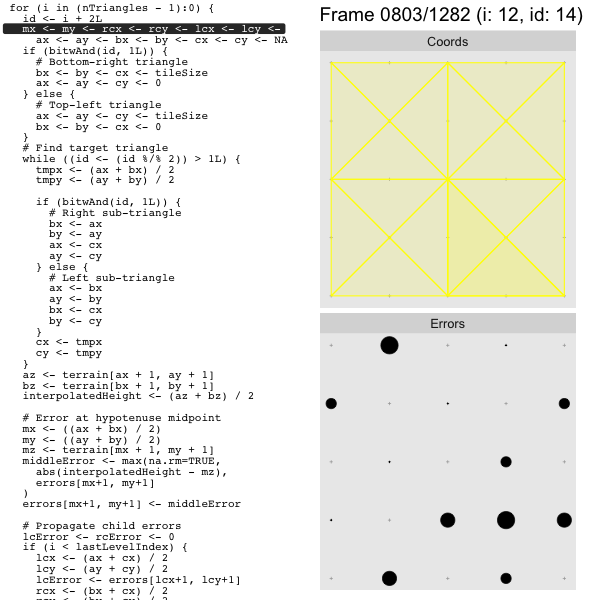 for (i in (nTriangles - 1):0) {
id <- i + 2L
mx <- my <- rcx <- rcy <- lcx <- lcy <-
ax <- ay <- bx <- by <- cx <- cy <- NA
if (bitwAnd(id, 1L)) {
# Bottom-right triangle
bx <- by <- cx <- tileSize
ax <- ay <- cy <- 0
} else {
# Top-left triangle
ax <- ay <- cy <- tileSize
bx <- by <- cx <- 0
}
# Find target triangle
while ((id <- (id %/% 2)) > 1L) {
tmpx <- (ax + bx) / 2
tmpy <- (ay + by) / 2
if (bitwAnd(id, 1L)) {
# Right sub-triangle
bx <- ax
by <- ay
ax <- cx
ay <- cy
} else {
# Left sub-triangle
ax <- bx
ay <- by
bx <- cx
by <- cy
}
cx <- tmpx
cy <- tmpy
}
az <- terrain[ax + 1, ay + 1]
bz <- terrain[bx + 1, by + 1]
interpolatedHeight <- (az + bz) / 2
# Error at hypotenuse midpoint
mx <- ((ax + bx) / 2)
my <- ((ay + by) / 2)
mz <- terrain[mx + 1, my + 1]
middleError <- max(na.rm=TRUE,
abs(interpolatedHeight - mz),
errors[mx+1, my+1]
)
errors[mx+1, my+1] <- middleError
# Propagate child errors
lcError <- rcError <- 0
if (i < lastLevelIndex) {
lcx <- (ax + cx) / 2
lcy <- (ay + cy) / 2
lcError <- errors[lcx+1, lcy+1]
rcx <- (bx + cx) / 2
Frame 0803/1282 (i: 12, id: 14)
Coords
Errors